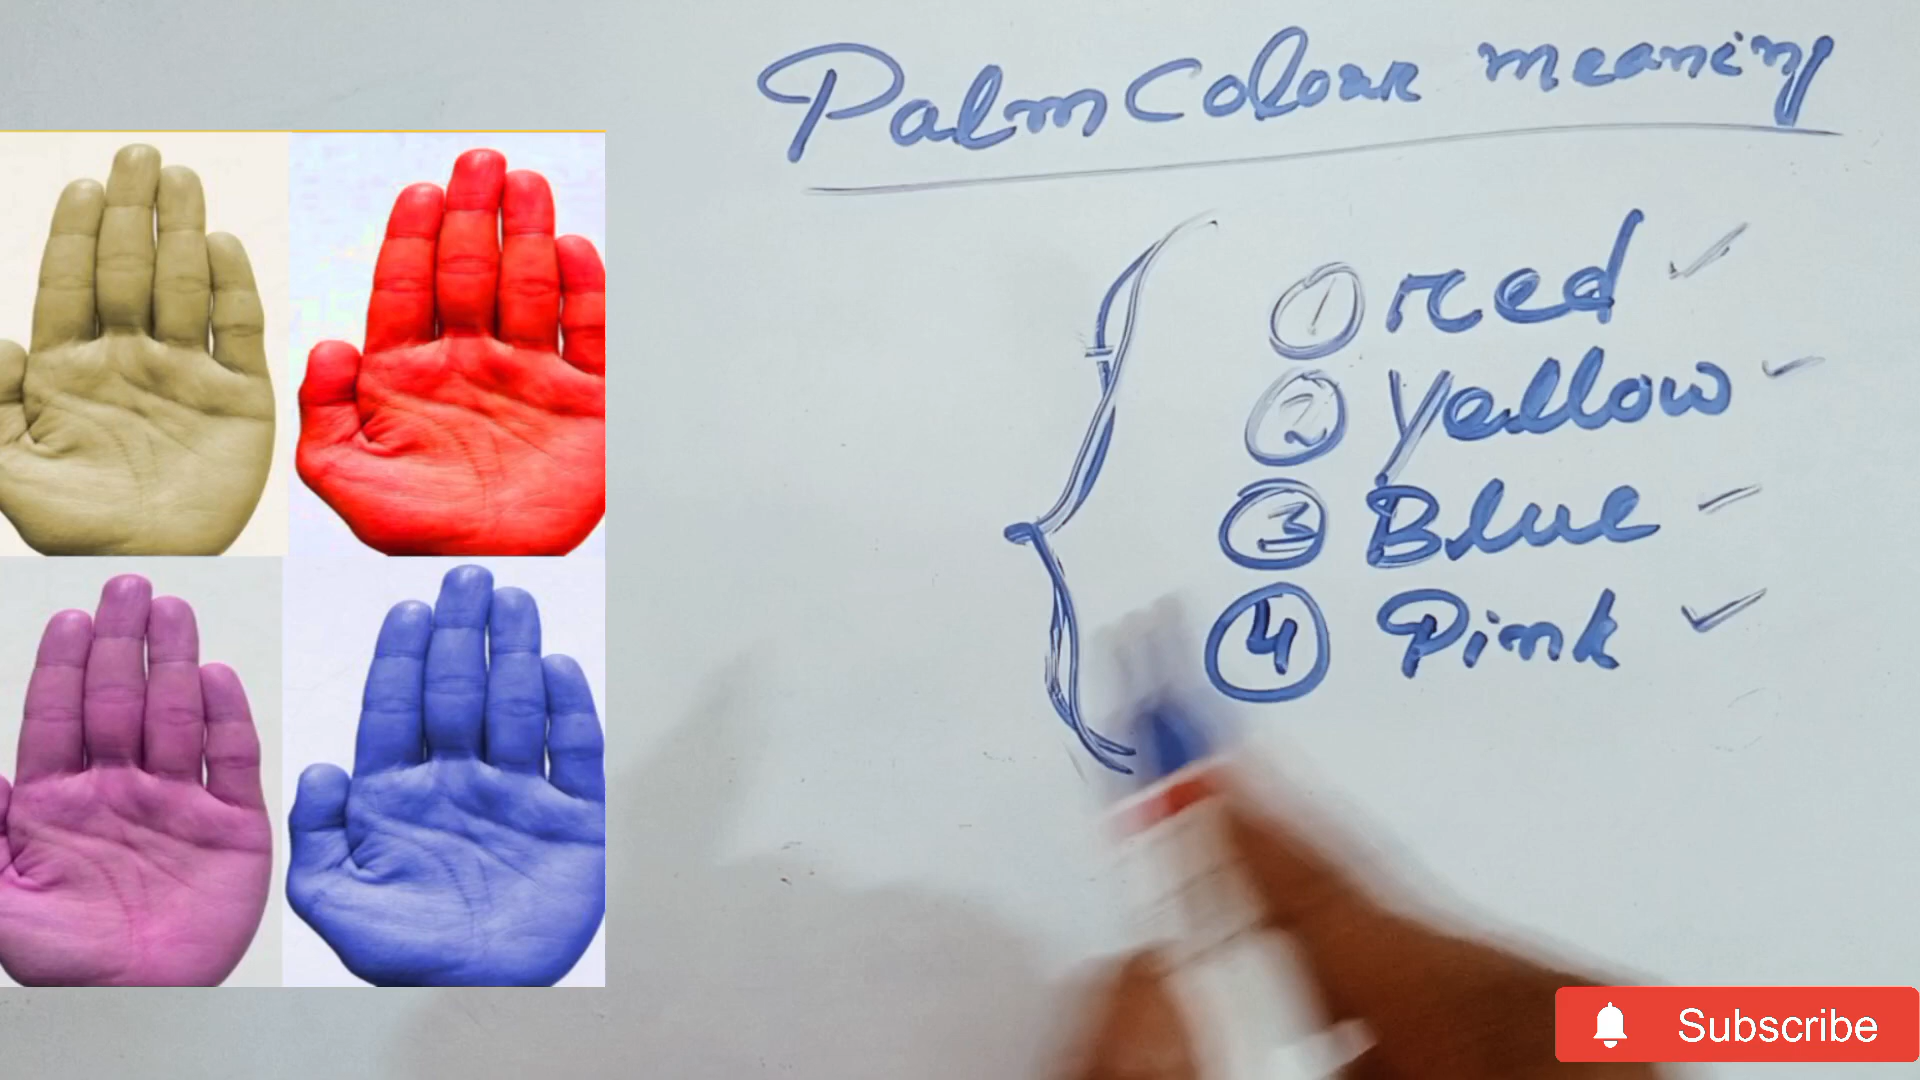 Palm Colour meaning
① red
② Yellow
③ Blue
④ Pink
Subscribe